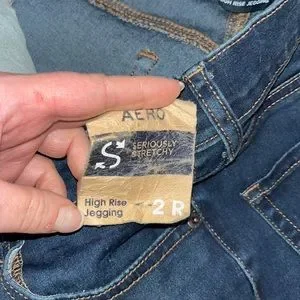 HIGH RISE JEGGING
AERO
SERIOUSLY
STRETCHY
High Rise
Jegging
2 R